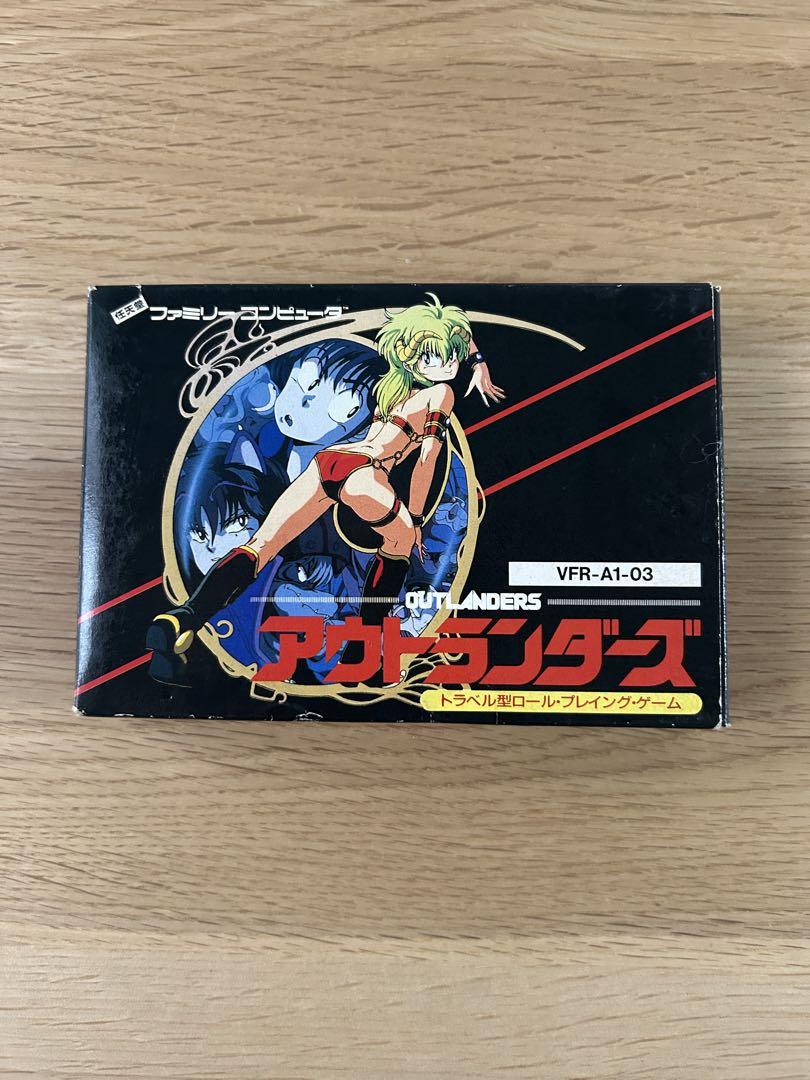 任天堂
ファミリーコンピュータ™
VFR-A1-03
OUTLANDERS
アウトランダーズ
トラベル型ロール・プレイング・ゲーム